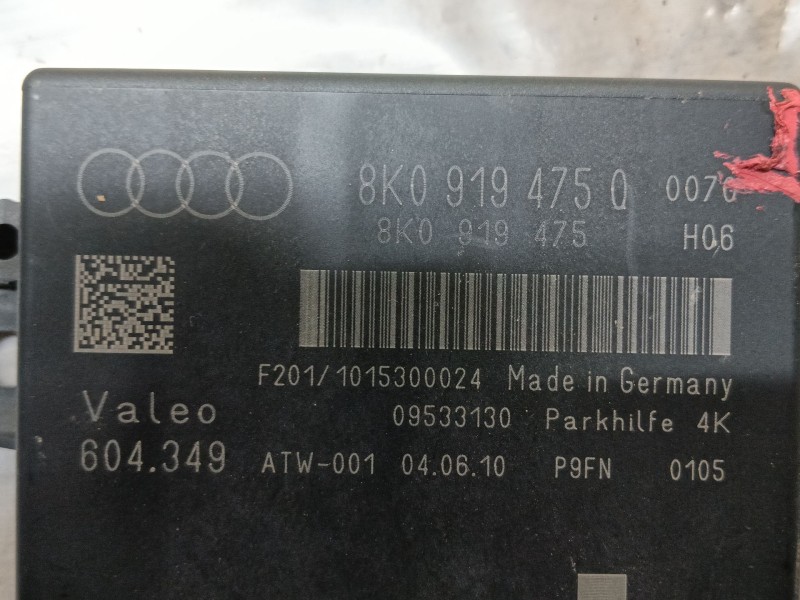 8K0 919 475 Q 0070
8K0 919 475 H06
F201/1015300024 Made in Germany
Valeo 09533130 Parkhilfe 4K
604.349 ATW-001 04.06.10 P9FN 0105